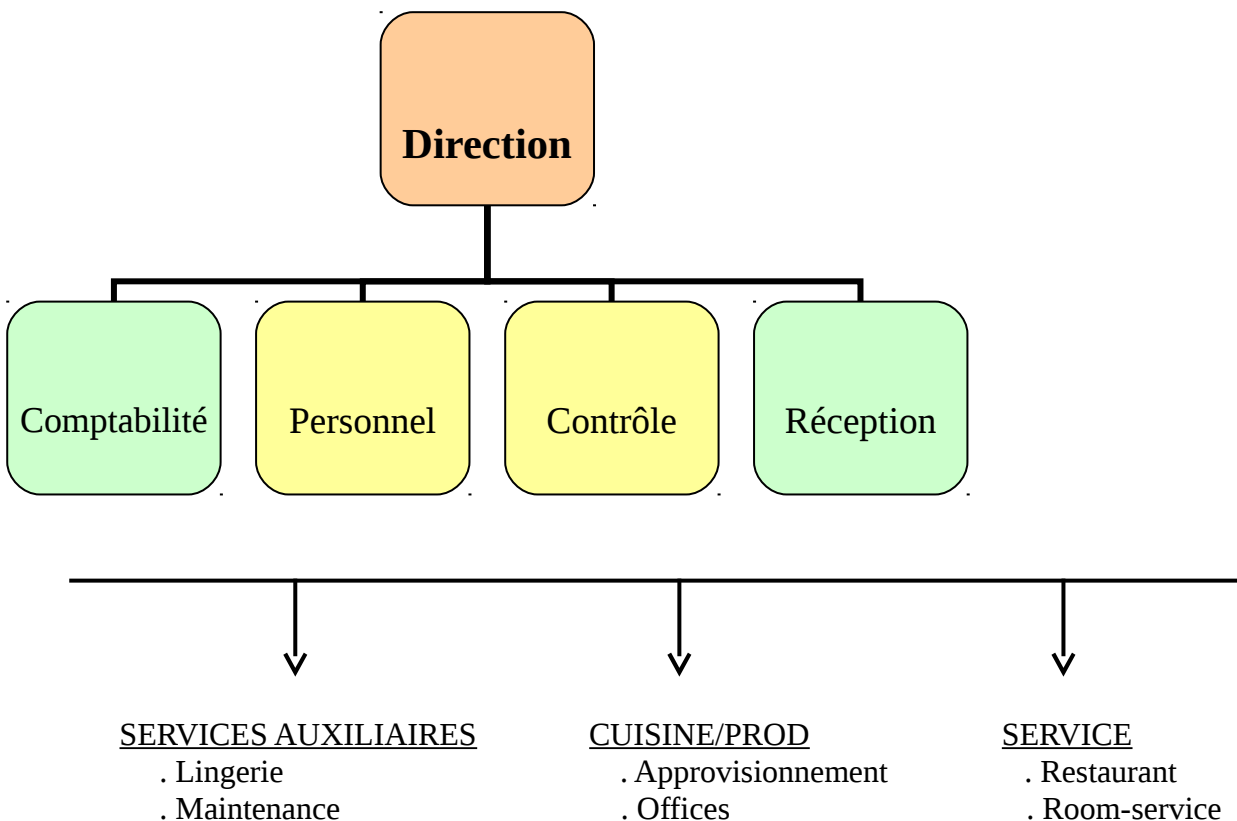 Direction
Comptabilité
Personnel
Contrôle
Réception
SERVICES AUXILIAIRES
. Lingerie
. Maintenance
CUISINE/PROD
. Approvisionnement
. Offices
SERVICE
. Restaurant
. Room-service